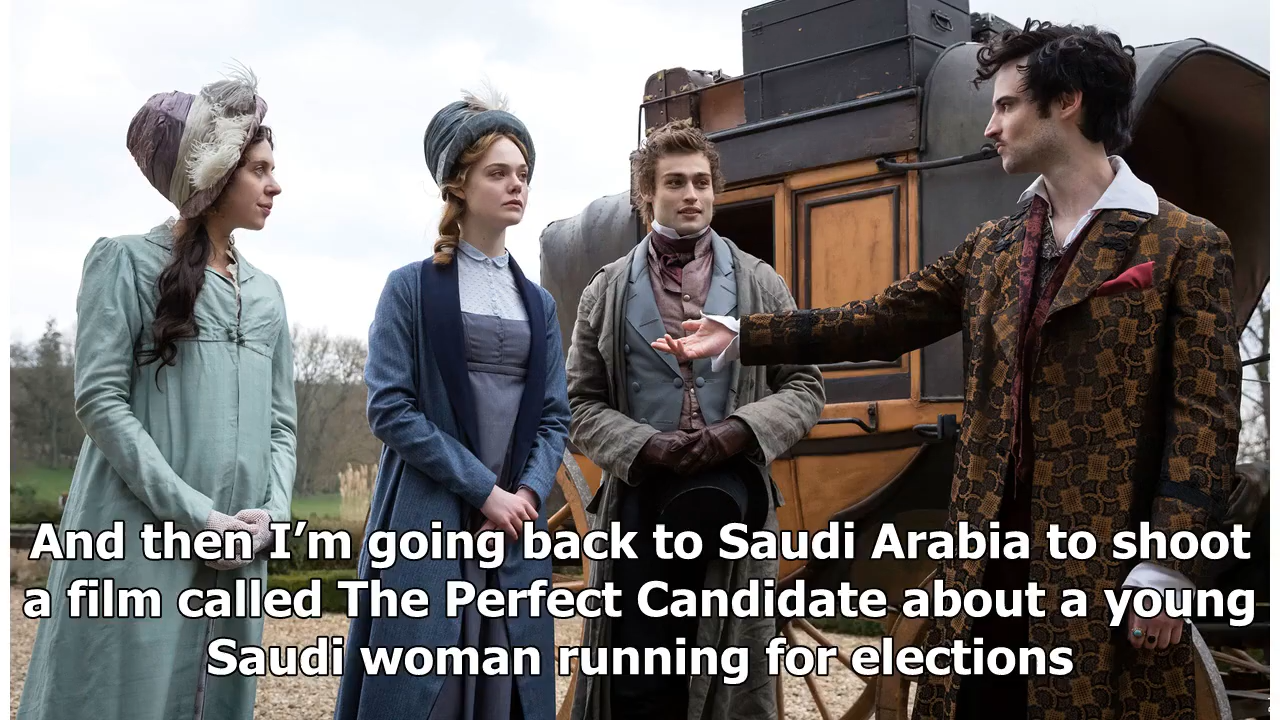 And then I’m going back to Saudi Arabia to shoot
a film called The Perfect Candidate about a young
Saudi woman running for elections